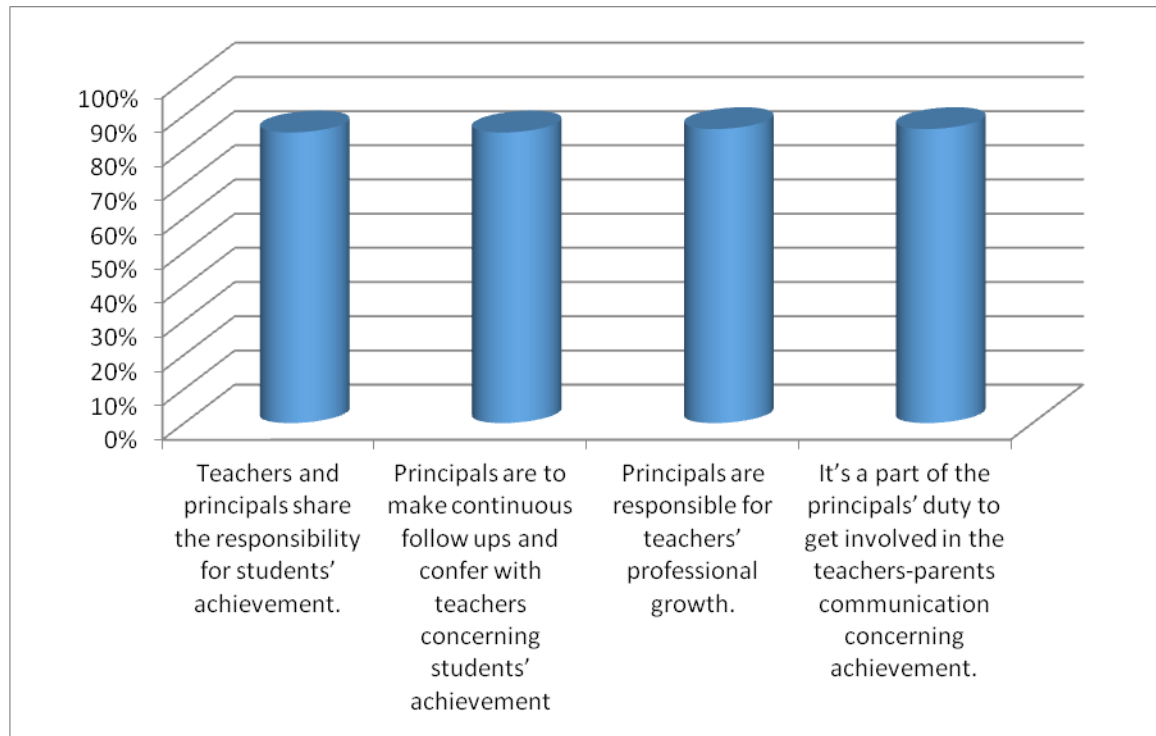 100%
90%
80%
70%
60%
50%
40%
30%
20%
10%
0%
Teachers and
principals share
the responsibility
for students’
achievement.
Principals are to
make continuous
follow ups and
confer with
teachers
concerning
students’
achievement
Principals are
responsible for
teachers’
professional
growth.
It’s a part of the
principals’ duty to
get involved in the
teachers-parents
communication
concerning
achievement.